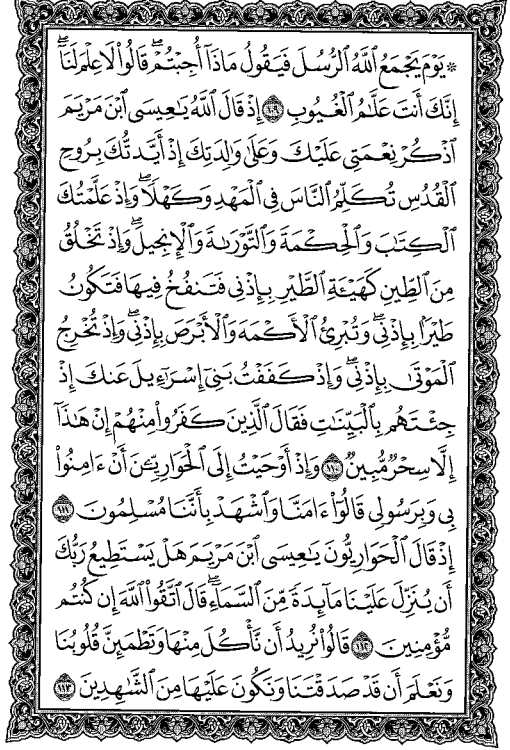 ۞ يَوْمَ يَجْمَعُ ٱللَّهُ ٱلرُّسُلَ فَيَقُولُ مَاذَآ أُجِبْتُمْ ۖ قَالُوا۟ لَا عِلْمَ لَنَآ ۖ
إِنَّكَ أَنتَ عَلَّـٰمُ ٱلْغُيُوبِ ١٠٩ إِذْ قَالَ ٱللَّهُ يَـٰعِيسَى ٱبْنَ مَرْيَمَ
ٱذْكُرْ نِعْمَتِى عَلَيْكَ وَعَلَىٰ وَٰلِدَتِكَ إِذْ أَيَّدتُّكَ بِرُوحِ
ٱلْقُدُسِ تُكَلِّمُ ٱلنَّاسَ فِى ٱلْمَهْدِ وَكَهْلًا ۖ وَإِذْ عَلَّمْتُكَ
ٱلْكِتَـٰبَ وَٱلْحِكْمَةَ وَٱلتَّوْرَىٰةَ وَٱلْإِنجِيلَ ۖ وَإِذْ تَخْلُقُ
مِنَ ٱلطِّينِ كَهَيْـَٔةِ ٱلطَّيْرِ بِإِذْنِى فَتَنفُخُ فِيهَا فَتَكُونُ
طَيْرًۢا بِإِذْنِى ۖ وَتُبْرِئُ ٱلْأَكْمَهَ وَٱلْأَبْرَصَ بِإِذْنِى ۖ وَإِذْ تُخْرِجُ
ٱلْمَوْتَىٰ بِإِذْنِى ۖ وَإِذْ كَفَفْتُ بَنِىٓ إِسْرَٰٓءِيلَ عَنكَ إِذْ
جِئْتَهُم بِٱلْبَيِّنَـٰتِ فَقَالَ ٱلَّذِينَ كَفَرُوا۟ مِنْهُمْ إِنْ هَـٰذَآ
إِلَّا سِحْرٌ مُّبِينٌ ١١٠ وَإِذْ أَوْحَيْتُ إِلَى ٱلْحَوَارِيِّـۧنَ أَنْ ءَامِنُوا۟
بِى وَبِرَسُولِى قَالُوٓا۟ ءَامَنَّا وَٱشْهَدْ بِأَنَّنَا مُسْلِمُونَ ١١١
إِذْ قَالَ ٱلْحَوَارِيُّونَ يَـٰعِيسَى ٱبْنَ مَرْيَمَ هَلْ يَسْتَطِيعُ رَبُّكَ
أَن يُنَزِّلَ عَلَيْنَا مَآئِدَةً مِّنَ ٱلسَّمَآءِ ۖ قَالَ ٱتَّقُوا۟ ٱللَّهَ إِن كُنتُم
مُّؤْمِنِينَ ١١٢ قَالُوا۟ نُرِيدُ أَن نَّأْكُلَ مِنْهَا وَتَطْمَئِنَّ قُلُوبُنَا
وَنَعْلَمَ أَن قَدْ صَدَقْتَنَا وَنَكُونَ عَلَيْهَا مِنَ ٱلشَّـٰهِدِينَ ١١٣